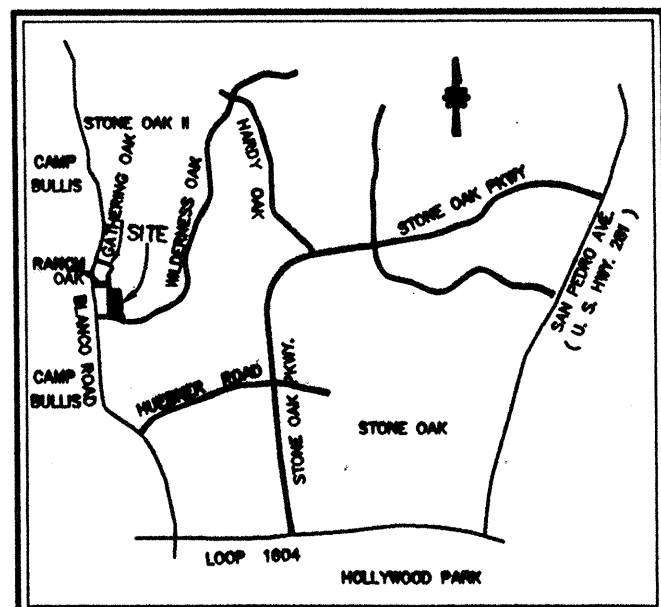 STONE OAK II
CAMP
BULLIS
GATHERING OAK
SITE
WILDERNESS OAK
HARDY OAK
STONE OAK PKWY
SAN PEDRO AVE.
( U. S. HWY. 281 )
RANCH
OAK
BLANCO ROAD
CAMP
BULLIS
HUEBNER ROAD
STONE OAK PKWY.
STONE OAK
LOOP 1604
HOLLYWOOD PARK